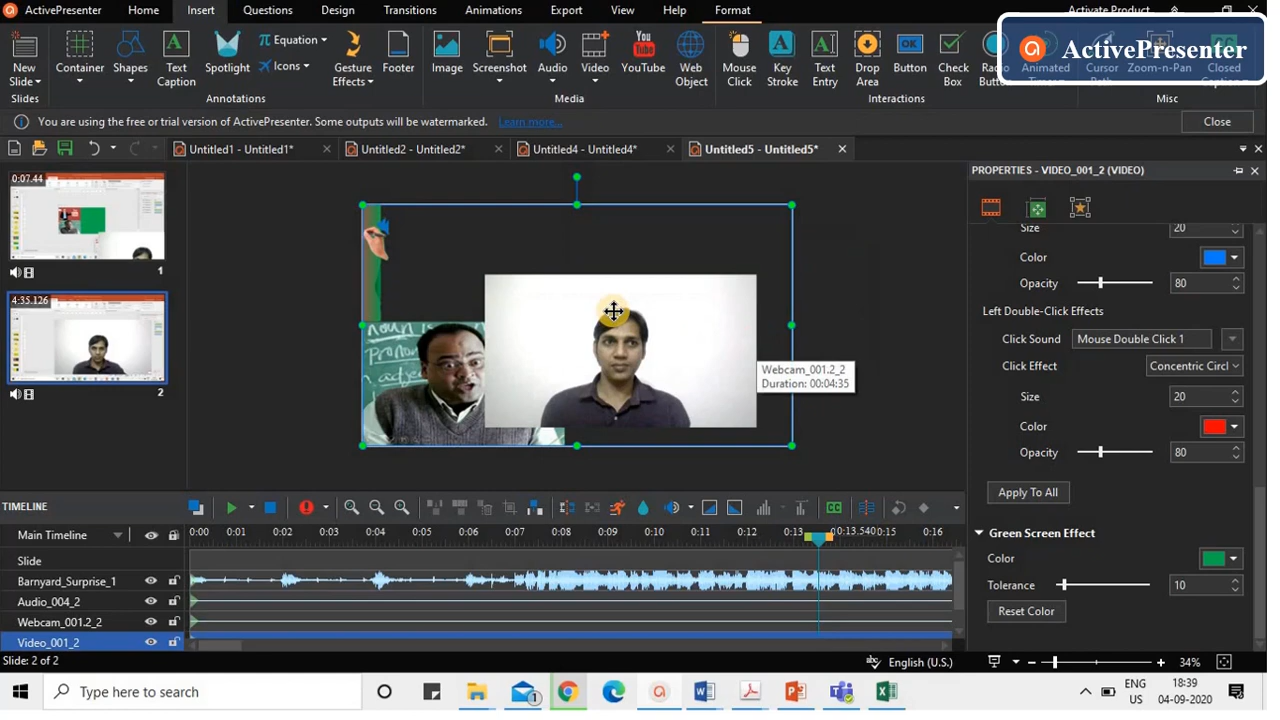 ActivePresenter Home Insert Questions Design Transitions Animations Export View Help Format Activate Product
ActivePresenter
New Slide Container Shapes Text Caption Spotlight Equation Icons Gesture Effects Footer Image Screenshot Audio Video YouTube Web Object Mouse Click Key Stroke Text Entry Drop Area Button Check Box Radio Button Animated Timer Cursor Path Zoom-n-Pan Closed Caption
Slides Annotations Media Interactions Misc
You are using the free or trial version of ActivePresenter. Some outputs will be watermarked. Learn more... Close
Untitled1 - Untitled1* Untitled2 - Untitled2* Untitled4 - Untitled4* Untitled5 - Untitled5*
PROPERTIES - VIDEO_001_2 (VIDEO)
0:07.44
1
4:35.126
2
Size 20
Color
Opacity 80
Left Double-Click Effects
Click Sound Mouse Double Click 1
Click Effect Concentric Circl
Size 20
Color
Opacity 80
Apply To All
Green Screen Effect
Color
Tolerance 10
Reset Color
Webcam_001.2_2
Duration: 00:04:35
TIMELINE
Main Timeline 0:00 0:01 0:02 0:03 0:04 0:05 0:06 0:07 0:08 0:09 0:10 0:11 0:12 0:13 0:13.540 0:15 0:16
Slide
Barnyard_Surprise_1
Audio_004_2
Webcam_001.2_2
Video_001_2
Slide: 2 of 2 English (U.S.) 34%
Type here to search
1
ENG
US
18:39
04-09-2020